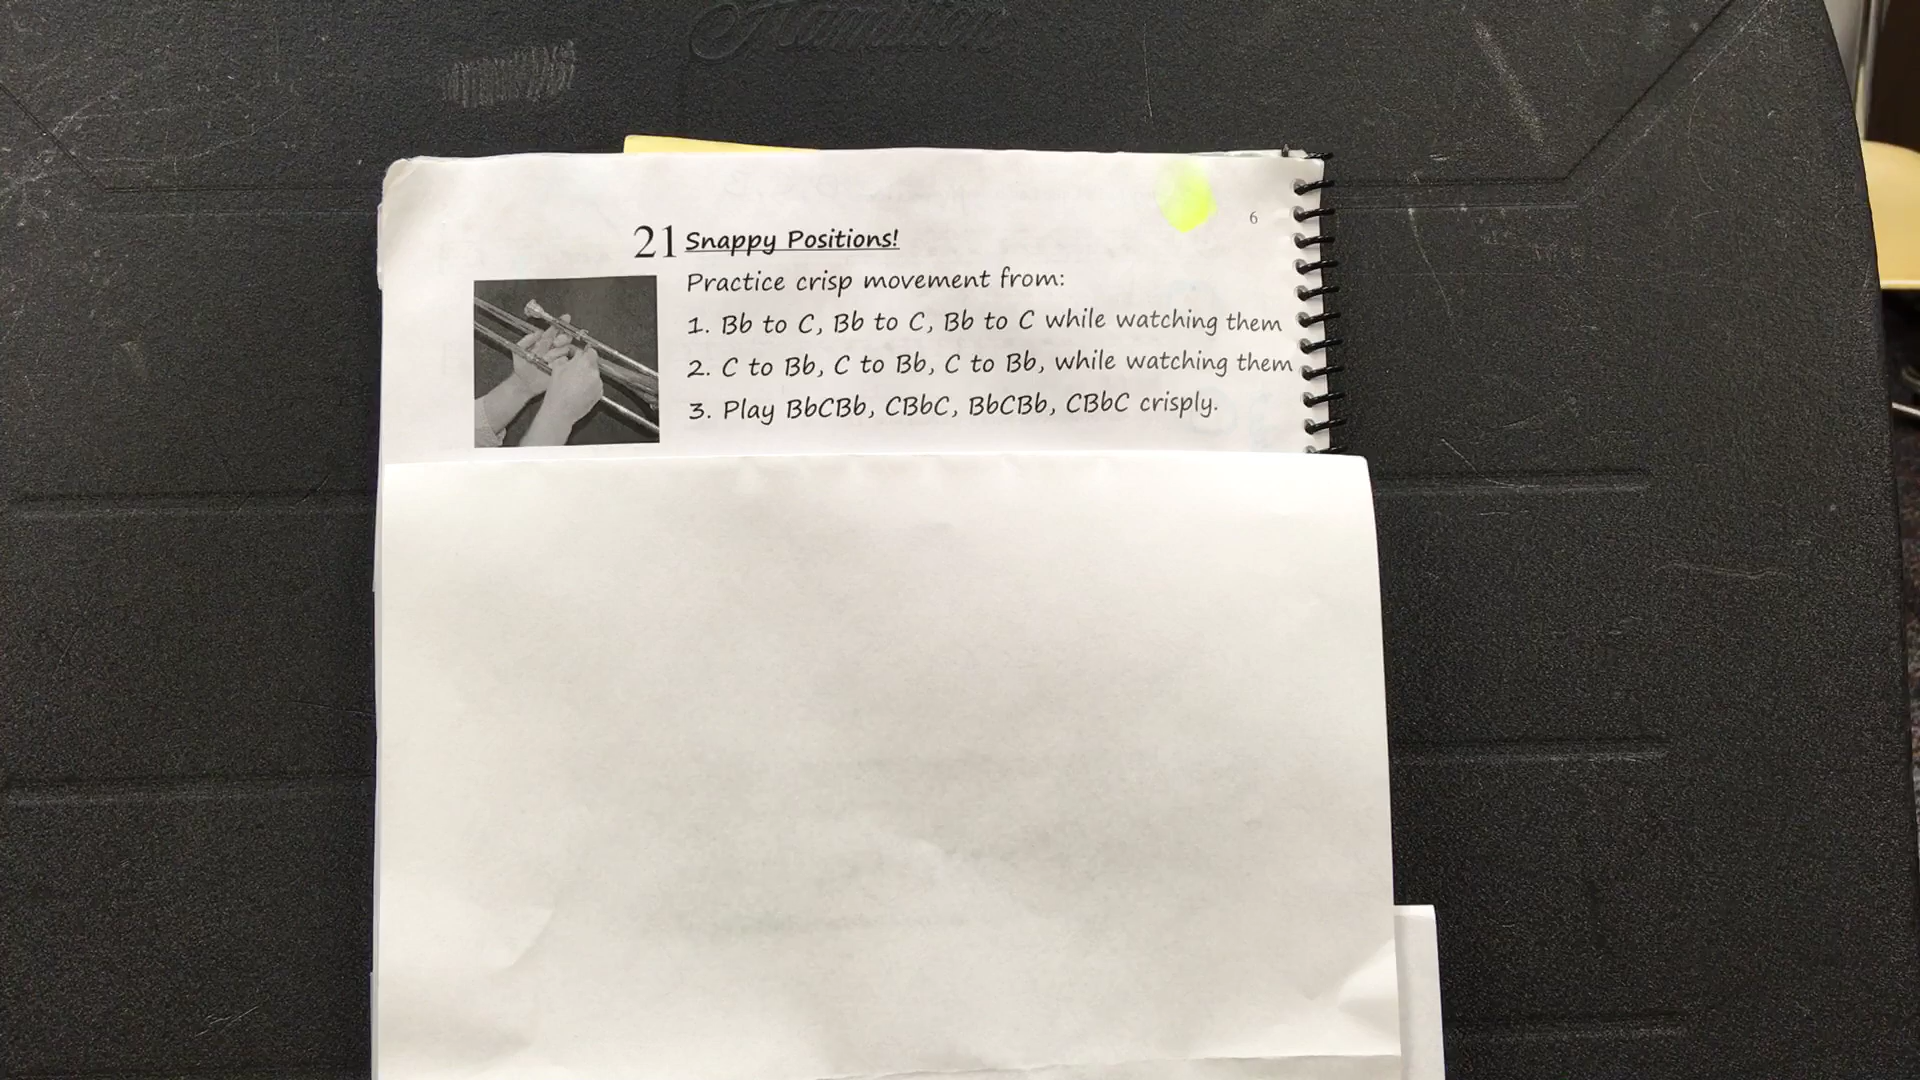 Hamilton
6
21 Snappy Positions!
Practice crisp movement from:
1. Bb to C, Bb to C, Bb to C while watching them
2. C to Bb, C to Bb, C to Bb, while watching them
3. Play BbCBb, CBbC, BbCBb, CBbC crisply.